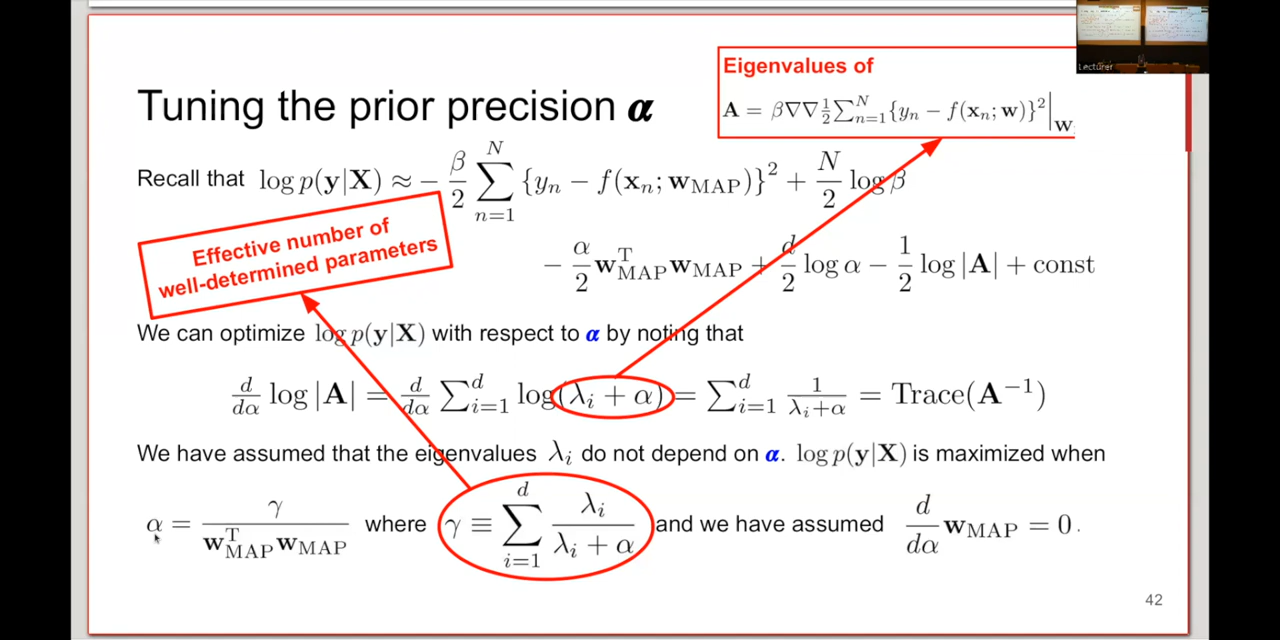 Lecturer
Eigenvalues of
A = β∇∇½∑ₙ₌₁ᴺ{yₙ − f(xₙ; w)}²|w
Tuning the prior precision α
Recall that log p(y|X) ≈ − β/2 ∑ₙ₌₁ᴺ {yₙ − f(xₙ; w_MAP)}² + N/2 log β
Effective number of
well-determined parameters
− α/2 w_MAPᵀ w_MAP + d/2 log α − 1/2 log |A| + const
We can optimize log p(y|X) with respect to α by noting that
d/dα log |A| = d/dα ∑ᵢ₌₁ᵈ log(λᵢ + α) = ∑ᵢ₌₁ᵈ 1/(λᵢ+α) = Trace(A⁻¹)
We have assumed that the eigenvalues λᵢ do not depend on α. log p(y|X) is maximized when
α = γ/(w_MAPᵀ w_MAP) where γ ≡ ∑ᵢ₌₁ᵈ λᵢ/(λᵢ + α) and we have assumed d/dα w_MAP = 0.
42